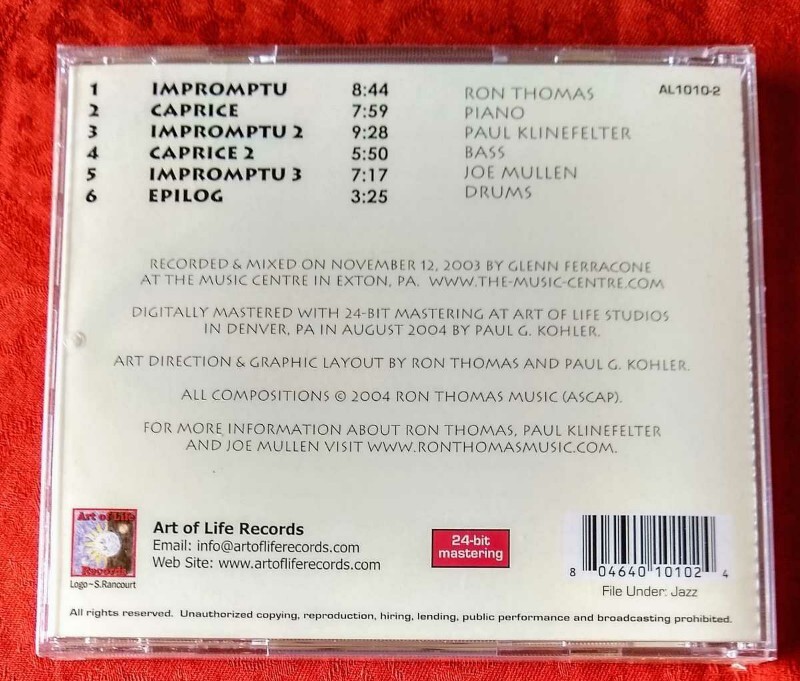 1 IMPROMPTU 8:44
2 CAPRICE 7:59
3 IMPROMPTU 2 9:28
4 CAPRICE 2 5:50
5 IMPROMPTU 3 7:17
6 EPILOG 3:25
RON THOMAS
PIANO
PAUL KLINEFELTER
BASS
JOE MULLEN
DRUMS
AL1010-2
RECORDED & MIXED ON NOVEMBER 12, 2003 BY GLENN FERRACONE
AT THE MUSIC CENTRE IN EXTON, PA. WWW.THE-MUSIC-CENTRE.COM
DIGITALLY MASTERED WITH 24-BIT MASTERING AT ART OF LIFE STUDIOS
IN DENVER, PA IN AUGUST 2004 BY PAUL G. KOHLER.
ART DIRECTION & GRAPHIC LAYOUT BY RON THOMAS AND PAUL G. KOHLER.
ALL COMPOSITIONS © 2004 RON THOMAS MUSIC (ASCAP).
FOR MORE INFORMATION ABOUT RON THOMAS, PAUL KLINEFELTER
AND JOE MULLEN VISIT WWW.RONTHOMASMUSIC.COM.
Art of Life
Records
Logo~S.Rancourt
Art of Life Records
Email: info@artofliferecords.com
Web Site: www.artofliferecords.com
24-bit
mastering
8 04640 10102 4
File Under: Jazz
All rights reserved. Unauthorized copying, reproduction, hiring, lending, public performance and broadcasting prohibited.